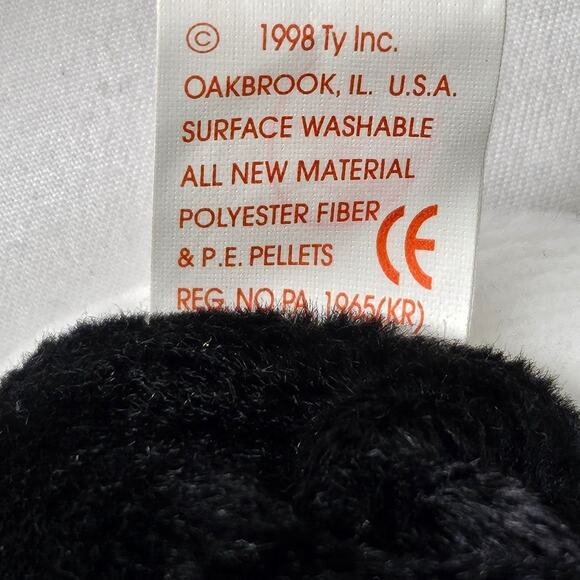 © 1998 Ty Inc.
OAKBROOK, IL. U.S.A.
SURFACE WASHABLE
ALL NEW MATERIAL
POLYESTER FIBER
& P.E. PELLETS CE
REG. NO PA. 1965(KR)